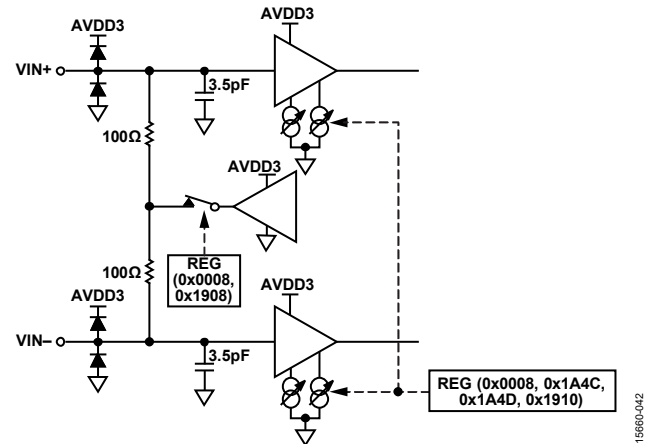 AVDD3
AVDD3
VIN+
3.5pF
100Ω
AVDD3
REG
(0x0008,
0x1908)
100Ω
AVDD3
AVDD3
VIN–
3.5pF
REG (0x0008, 0x1A4C,
0x1A4D, 0x1910)
15660-042